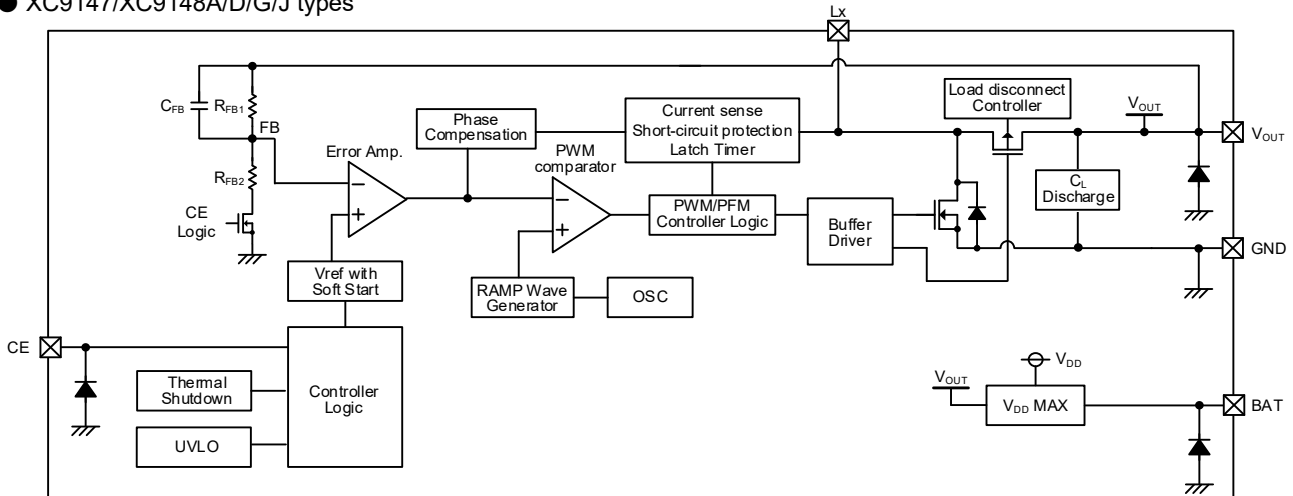 ● XC9147/XC9148A/D/G/J types
Lx
CFB
RFB1
FB
RFB2
CE
Logic
Error Amp.
Phase
Compensation
PWM
comparator
Current sense
Short-circuit protection
Latch Timer
Load disconnect
Controller
VOUT
VOUT
CL
Discharge
PWM/PFM
Controller Logic
Buffer
Driver
GND
Vref with
Soft Start
RAMP Wave
Generator
OSC
CE
Thermal
Shutdown
UVLO
Controller
Logic
VOUT
VDD
VDD MAX
BAT